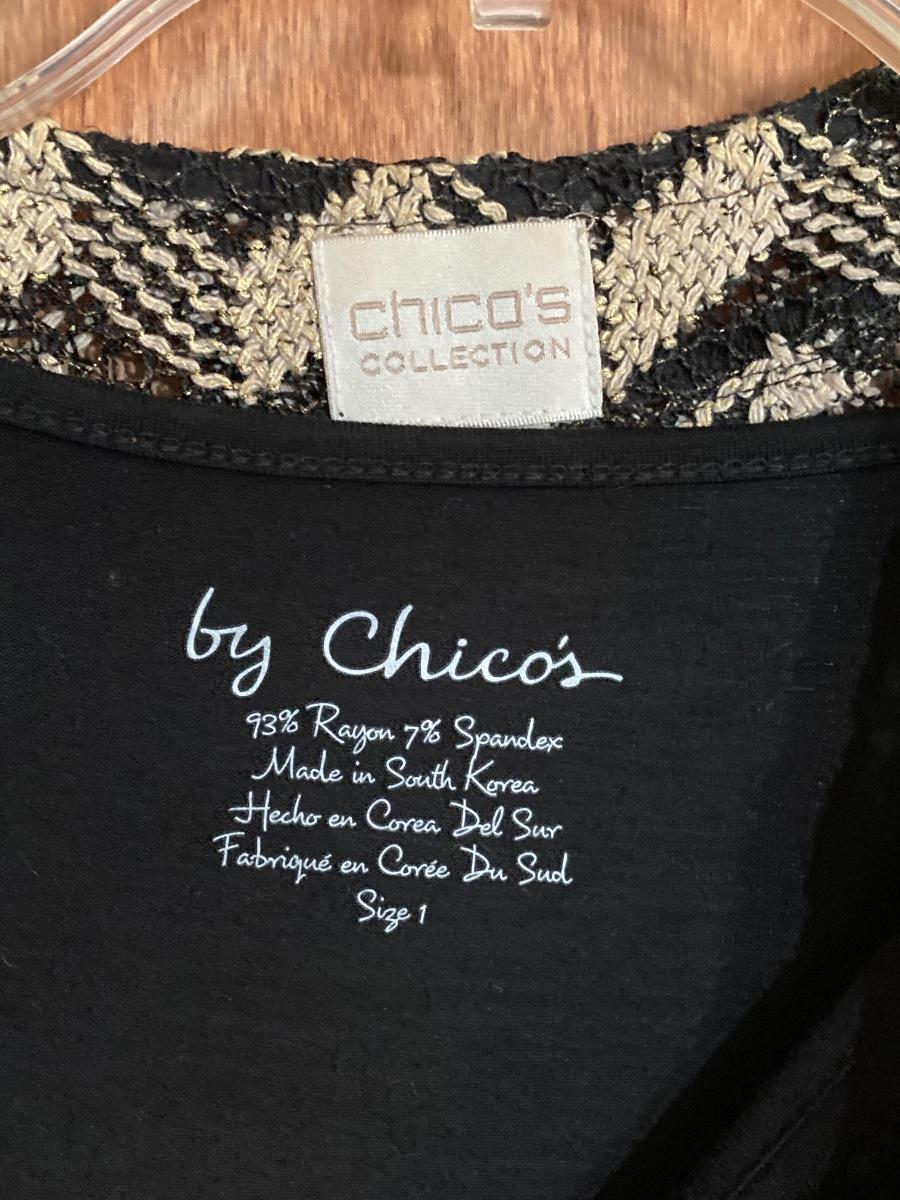 chico's
COLLECTION
by Chico's
93% Rayon 7% Spandex
Made in South Korea
Hecho en Corea Del Sur
Fabriqué en Corée Du Sud
Size 1